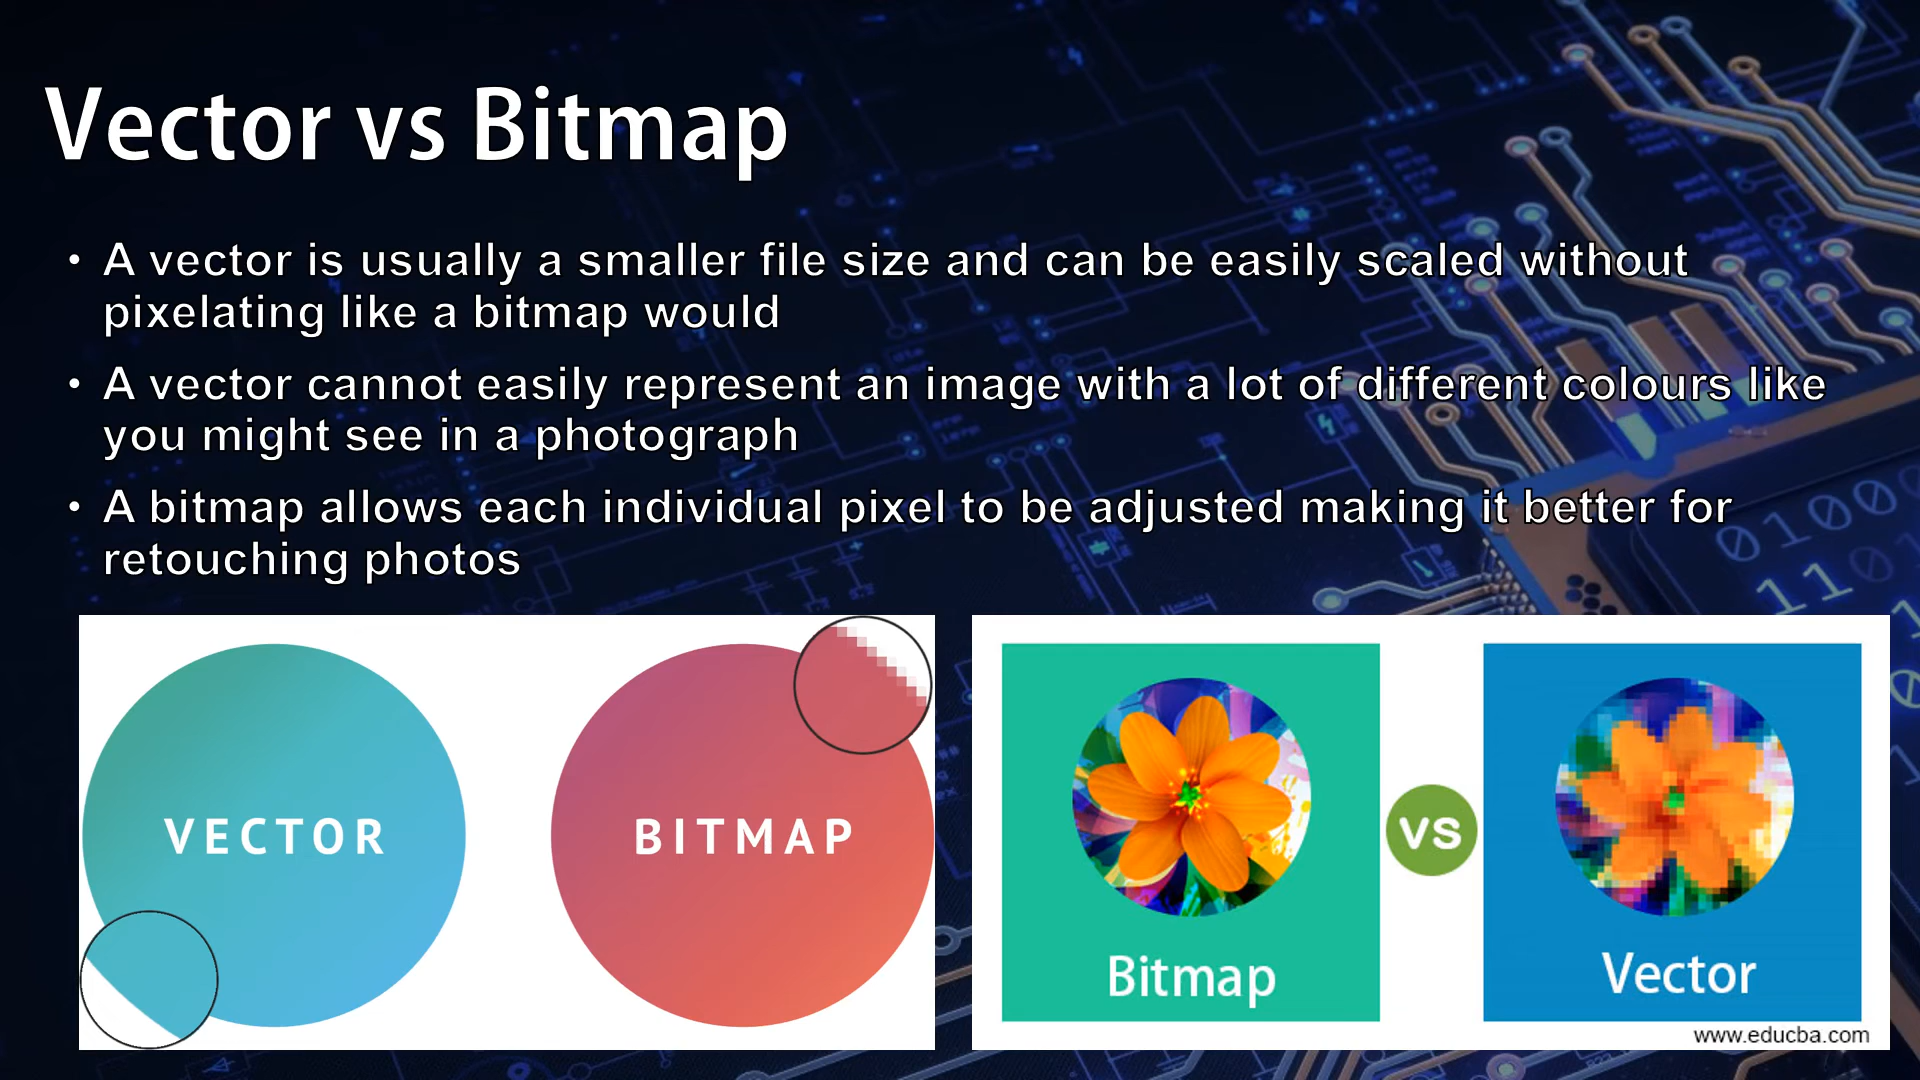 Vector vs Bitmap
• A vector is usually a smaller file size and can be easily scaled without
pixelating like a bitmap would
• A vector cannot easily represent an image with a lot of different colours like
you might see in a photograph
• A bitmap allows each individual pixel to be adjusted making it better for
retouching photos
VECTOR
BITMAP
Bitmap
VS
Vector
www.educba.com
0100
110